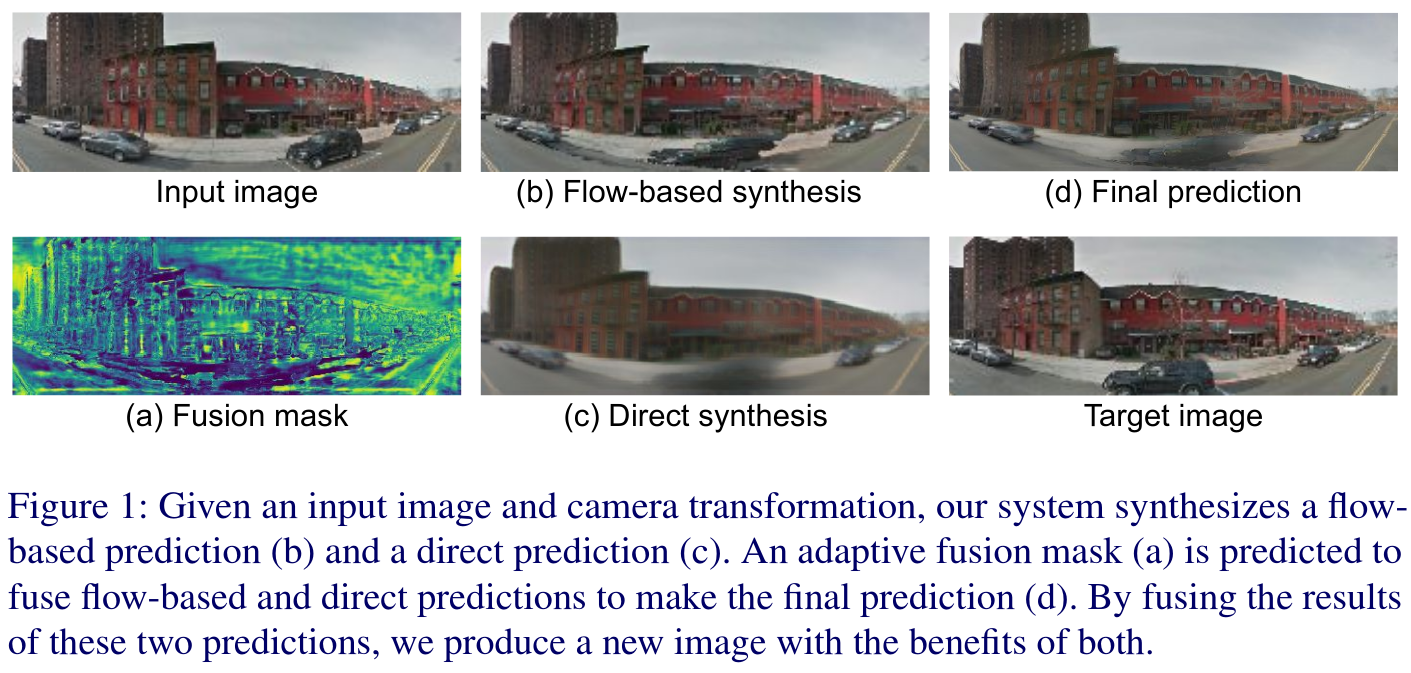 Input image
(b) Flow-based synthesis
(d) Final prediction
(a) Fusion mask
(c) Direct synthesis
Target image
Figure 1: Given an input image and camera transformation, our system synthesizes a flow-
based prediction (b) and a direct prediction (c). An adaptive fusion mask (a) is predicted to
fuse flow-based and direct predictions to make the final prediction (d). By fusing the results
of these two predictions, we produce a new image with the benefits of both.